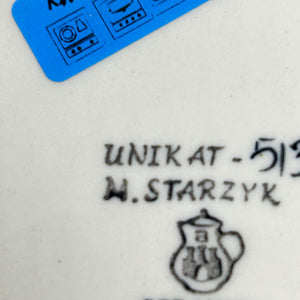 UNIKAT - 513
M. STARZYK
a